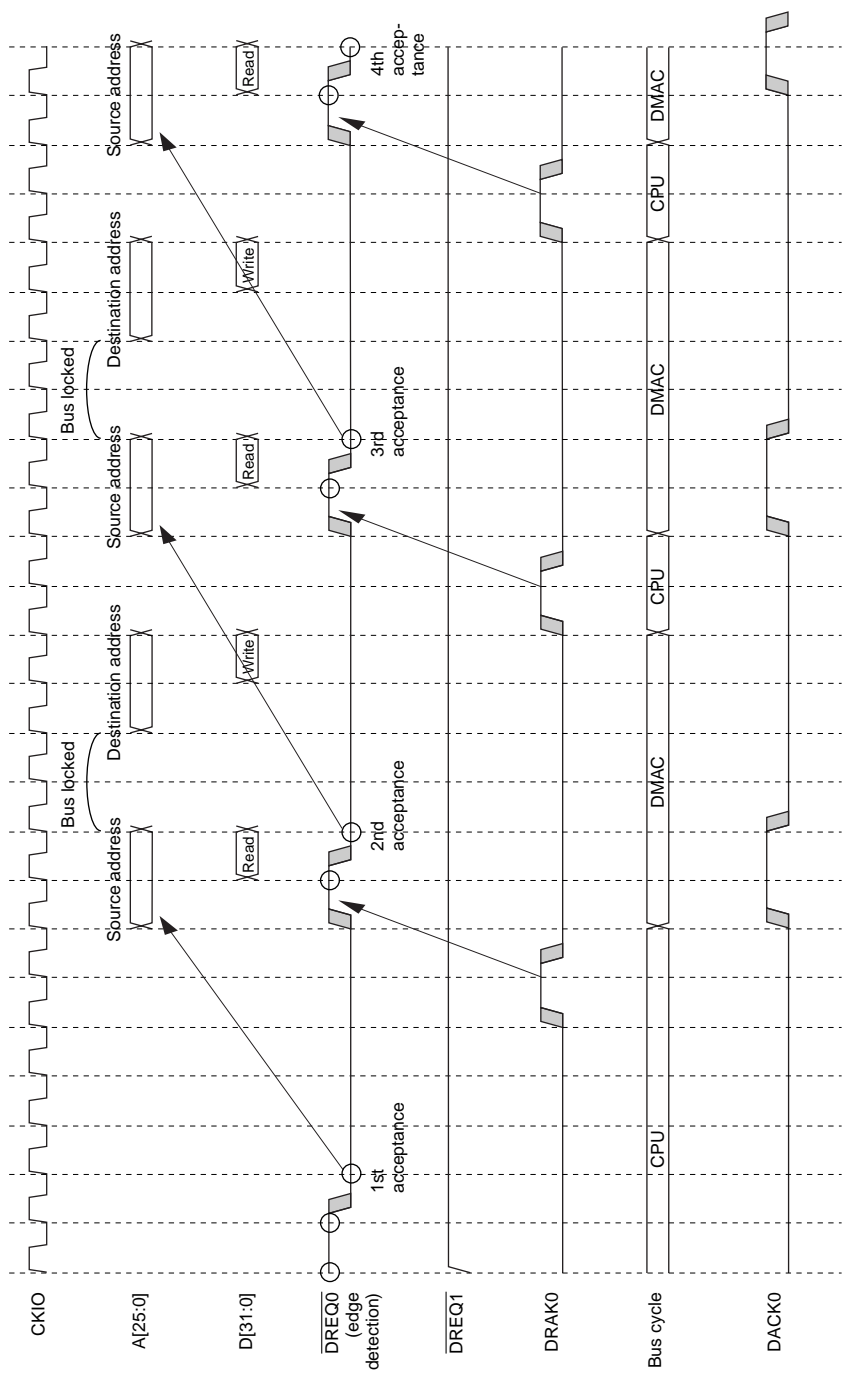 CKIO
Bus locked
Bus locked
A[25:0]
Source address
Destination address
Source address
Destination address
Source address
D[31:0]
Read
Write
Read
Write
Read
DREQ0
(edge
detection)
1st
acceptance
2nd
acceptance
3rd
acceptance
4th
accep-
tance
DREQ1
DRAK0
Bus cycle
CPU
DMAC
CPU
DMAC
CPU
DMAC
DACK0